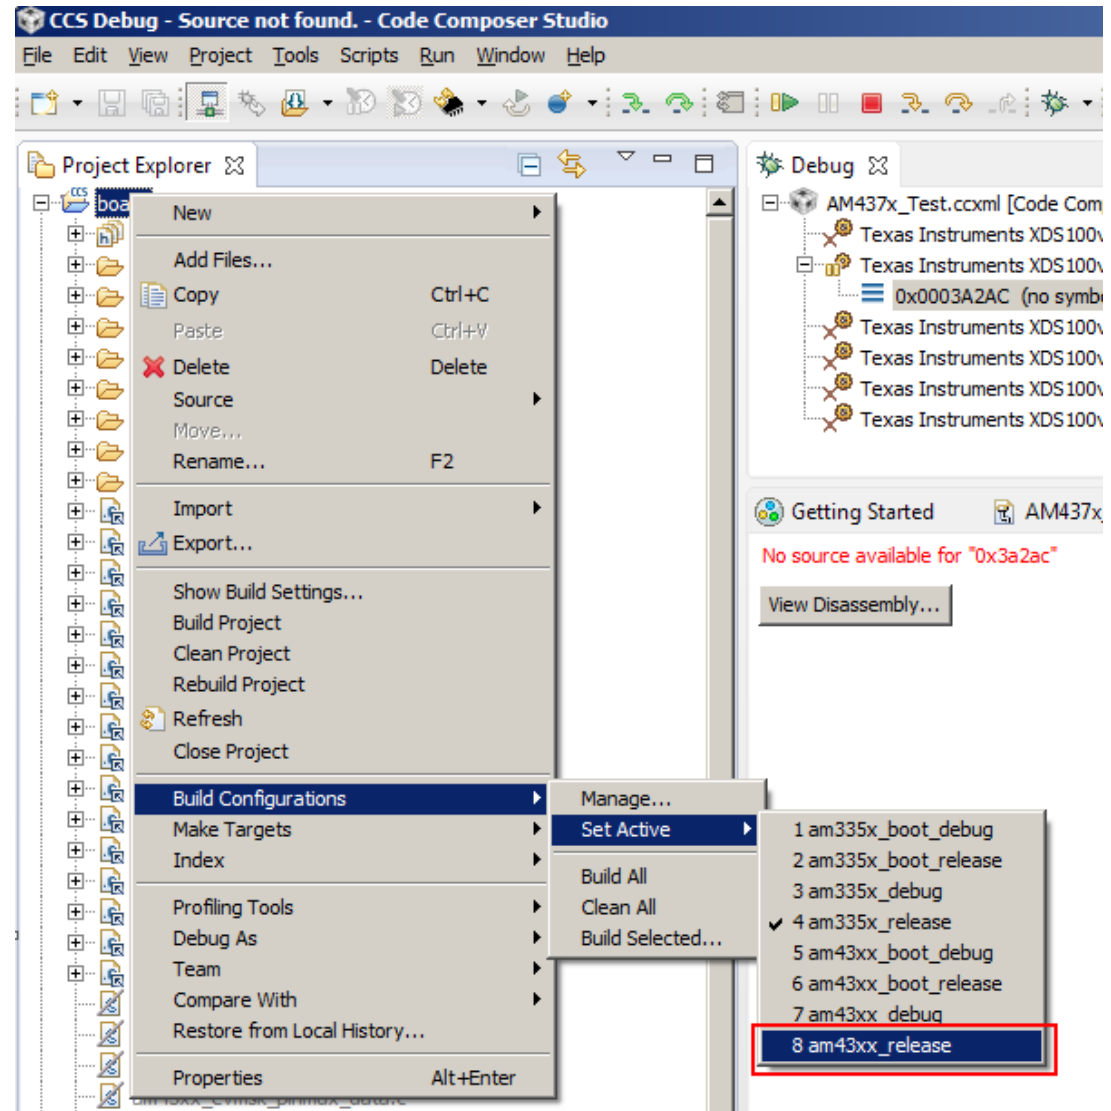 CCS Debug - Source not found. - Code Composer Studio
File Edit View Project Tools Scripts Run Window Help
Project Explorer
Debug
New
Add Files...
Copy Ctrl+C
Paste Ctrl+V
Delete Delete
Source
Move...
Rename... F2
Import
Export...
Show Build Settings...
Build Project
Clean Project
Rebuild Project
Refresh
Close Project
Build Configurations
Make Targets
Index
Profiling Tools
Debug As
Team
Compare With
Restore from Local History...
Properties Alt+Enter
Manage...
Set Active
Build All
Clean All
Build Selected...
1 am335x_boot_debug
2 am335x_boot_release
3 am335x_debug
4 am335x_release
5 am43xx_boot_debug
6 am43xx_boot_release
7 am43xx_debug
8 am43xx_release
AM437x_Test.ccxml [Code Com
Texas Instruments XDS100v
Texas Instruments XDS100v
0x0003A2AC (no symb
Texas Instruments XDS100v
Texas Instruments XDS100v
Texas Instruments XDS100v
Texas Instruments XDS100v
Getting Started AM437x_
No source available for "0x3a2ac"
View Disassembly...